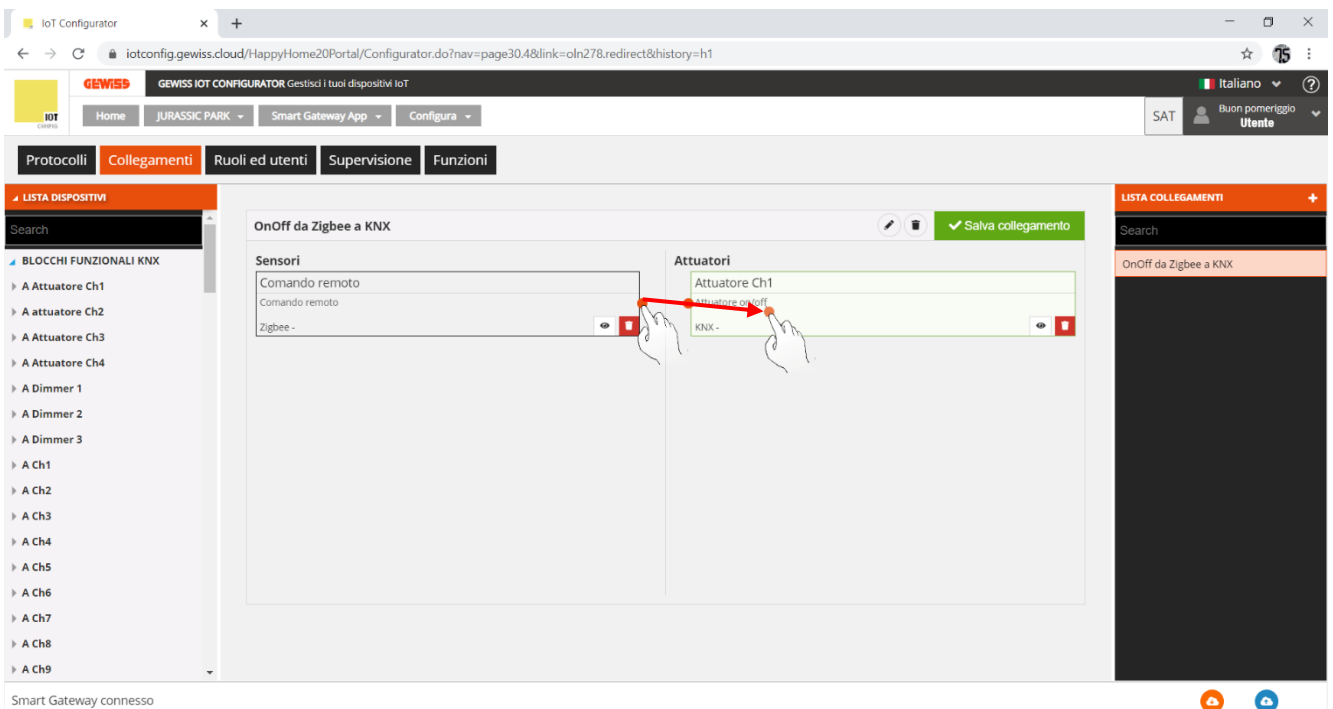 IoT Configurator
iotconfig.gewiss.cloud/HappyHome20Portal/Configurator.do?nav=page30.4&link=oln278.redirect&history=h1
75
GEWISS
GEWISS IOT CONFIGURATOR Gestisci i tuoi dispositivi IoT
Italiano
IOT
CONFIG
Home
JURASSIC PARK
Smart Gateway App
Configura
SAT
Buon pomeriggio
Utente
Protocolli
Collegamenti
Ruoli ed utenti
Supervisione
Funzioni
LISTA DISPOSITIVI
Search
BLOCCHI FUNZIONALI KNX
A Attuatore Ch1
A attuatore Ch2
A Attuatore Ch3
A Attuatore Ch4
A Dimmer 1
A Dimmer 2
A Dimmer 3
A Ch1
A Ch2
A Ch3
A Ch4
A Ch5
A Ch6
A Ch7
A Ch8
A Ch9
OnOff da Zigbee a KNX
Salva collegamento
Sensori
Comando remoto
Comando remoto
Zigbee -
Attuatori
Attuatore Ch1
Attuatore on/off
KNX -
LISTA COLLEGAMENTI
Search
OnOff da Zigbee a KNX
Smart Gateway connesso